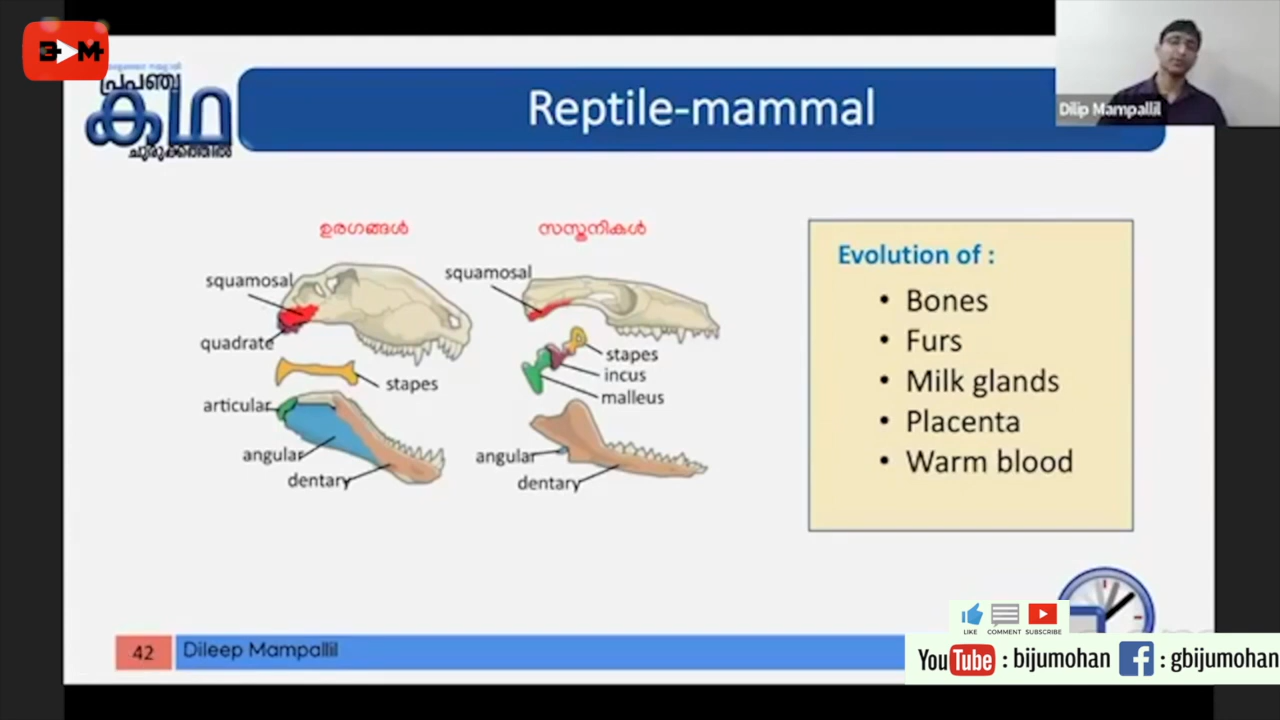 പ്രപഞ്ച
കഥ
ചുരുക്കത്തിൽ
Reptile-mammal
Dilip Mampallil
ഉരഗങ്ങൾ
സസ്തനികൾ
squamosal
quadrate
stapes
articular
angular
dentary
squamosal
stapes
incus
malleus
angular
dentary
Evolution of :
• Bones
• Furs
• Milk glands
• Placenta
• Warm blood
42
Dileep Mampallil
LIKE COMMENT SUBSCRIBE
YouTube : bijumohan : gbijumohan